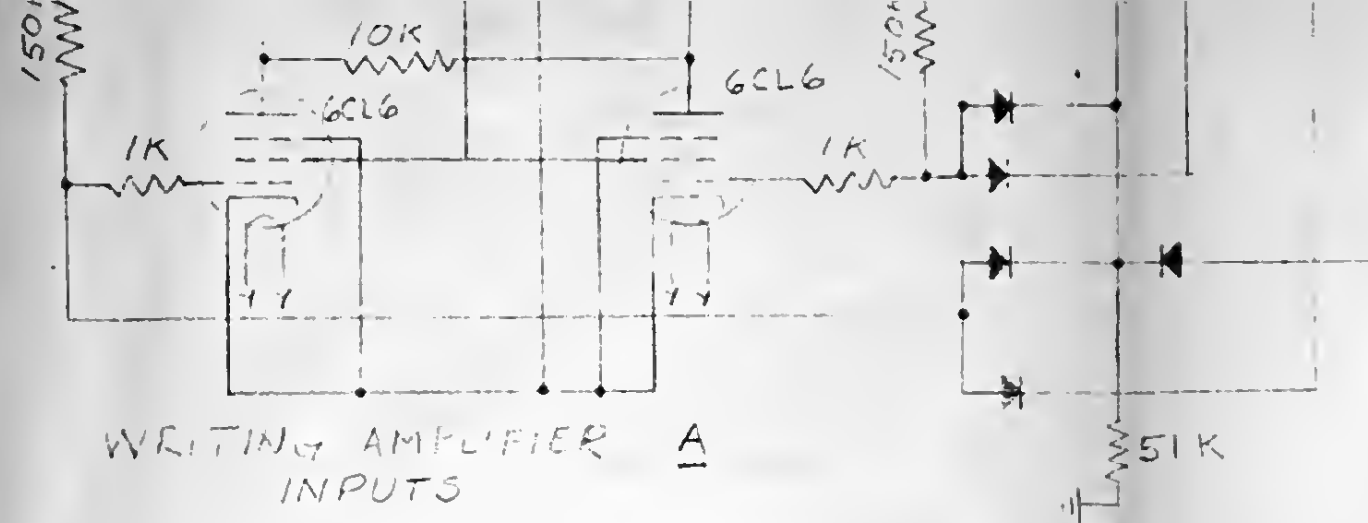 150K
10K
150K
6CL6
6CL6
1K
1K
WRITING AMPLIFIER A
INPUTS
51K